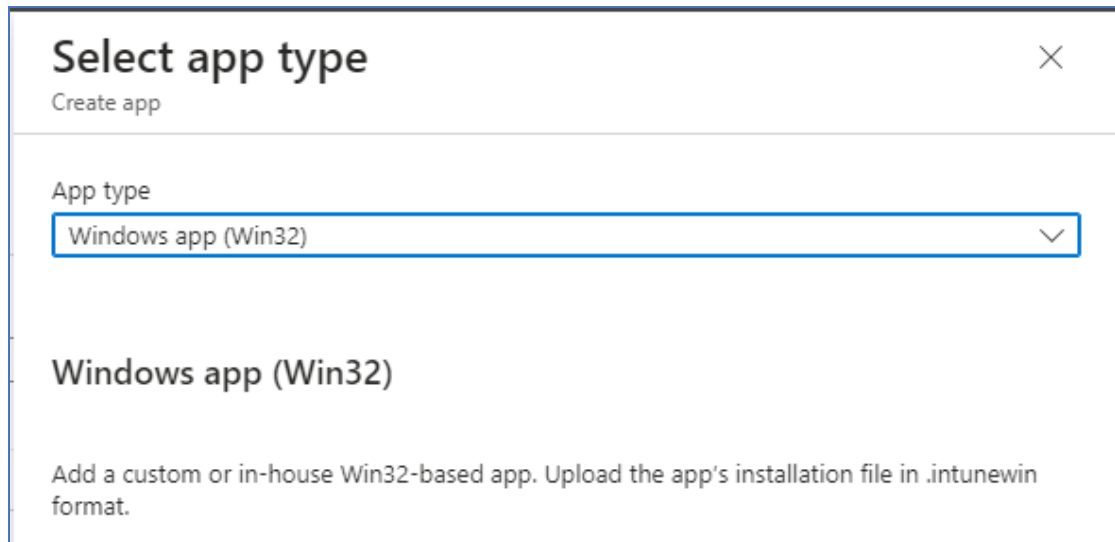 Select app type
Create app
App type
Windows app (Win32)
Windows app (Win32)
Add a custom or in-house Win32-based app. Upload the app's installation file in .intunewin
format.